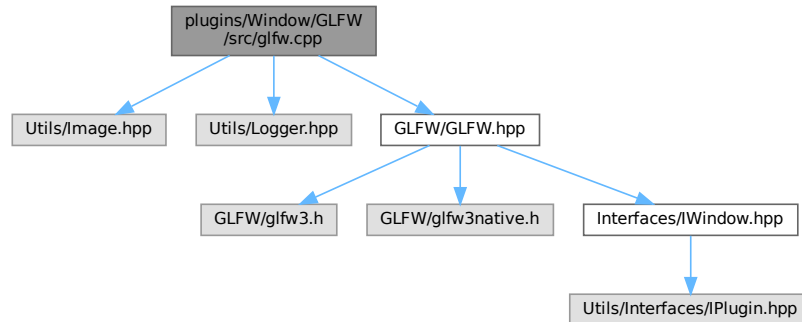 plugins/Window/GLFW
/src/glfw.cpp
Utils/Image.hpp
Utils/Logger.hpp
GLFW/GLFW.hpp
GLFW/glfw3.h
GLFW/glfw3native.h
Interfaces/IWindow.hpp
Utils/Interfaces/IPlugin.hpp